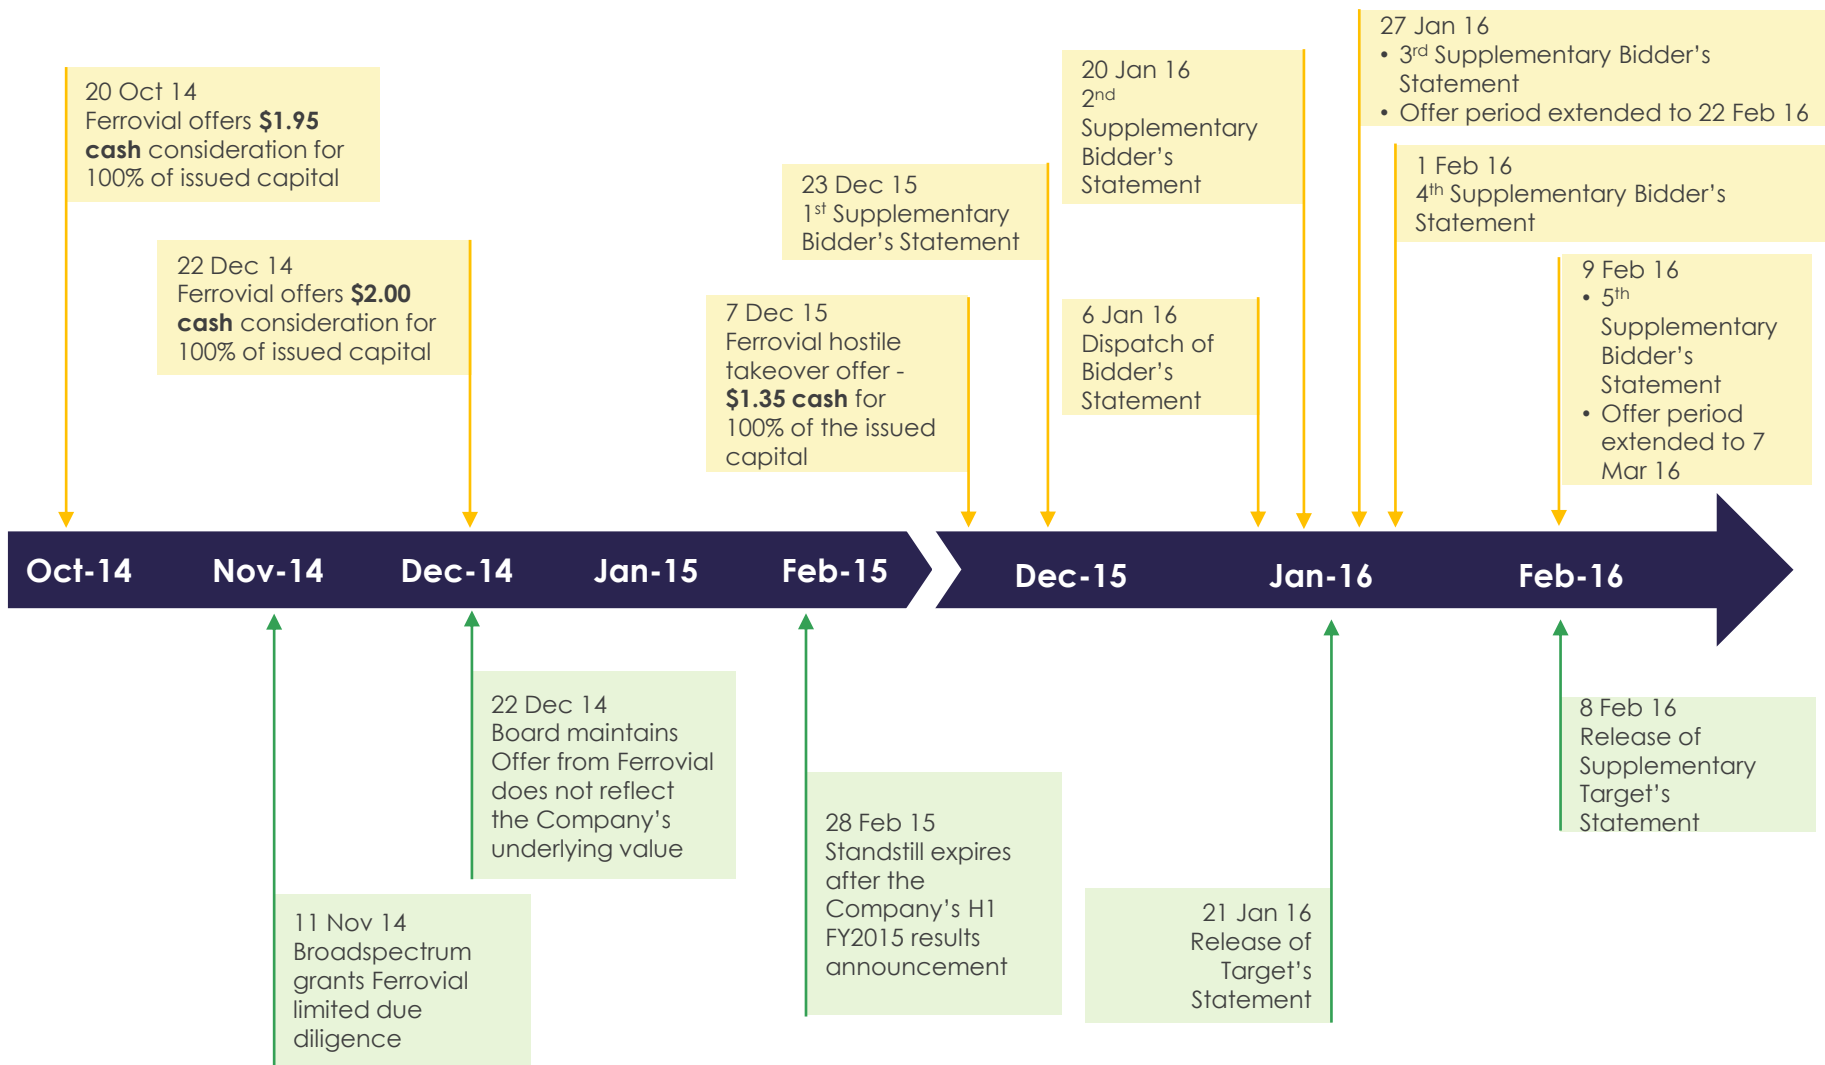 20 Oct 14
Ferrovial offers $1.95
cash consideration for
100% of issued capital
22 Dec 14
Ferrovial offers $2.00
cash consideration for
100% of issued capital
7 Dec 15
Ferrovial hostile
takeover offer -
$1.35 cash for
100% of the issued
capital
23 Dec 15
1st Supplementary
Bidder’s Statement
6 Jan 16
Dispatch of
Bidder’s
Statement
20 Jan 16
2nd
Supplementary
Bidder’s
Statement
27 Jan 16
• 3rd Supplementary Bidder’s
Statement
• Offer period extended to 22 Feb 16
1 Feb 16
4th Supplementary Bidder’s
Statement
9 Feb 16
• 5th
Supplementary
Bidder’s
Statement
• Offer period
extended to 7
Mar 16
Oct-14 Nov-14 Dec-14 Jan-15 Feb-15 Dec-15 Jan-16 Feb-16
11 Nov 14
Broadspectrum
grants Ferrovial
limited due
diligence
22 Dec 14
Board maintains
Offer from Ferrovial
does not reflect
the Company’s
underlying value
28 Feb 15
Standstill expires
after the
Company’s H1
FY2015 results
announcement
21 Jan 16
Release of
Target’s
Statement
8 Feb 16
Release of
Supplementary
Target’s
Statement